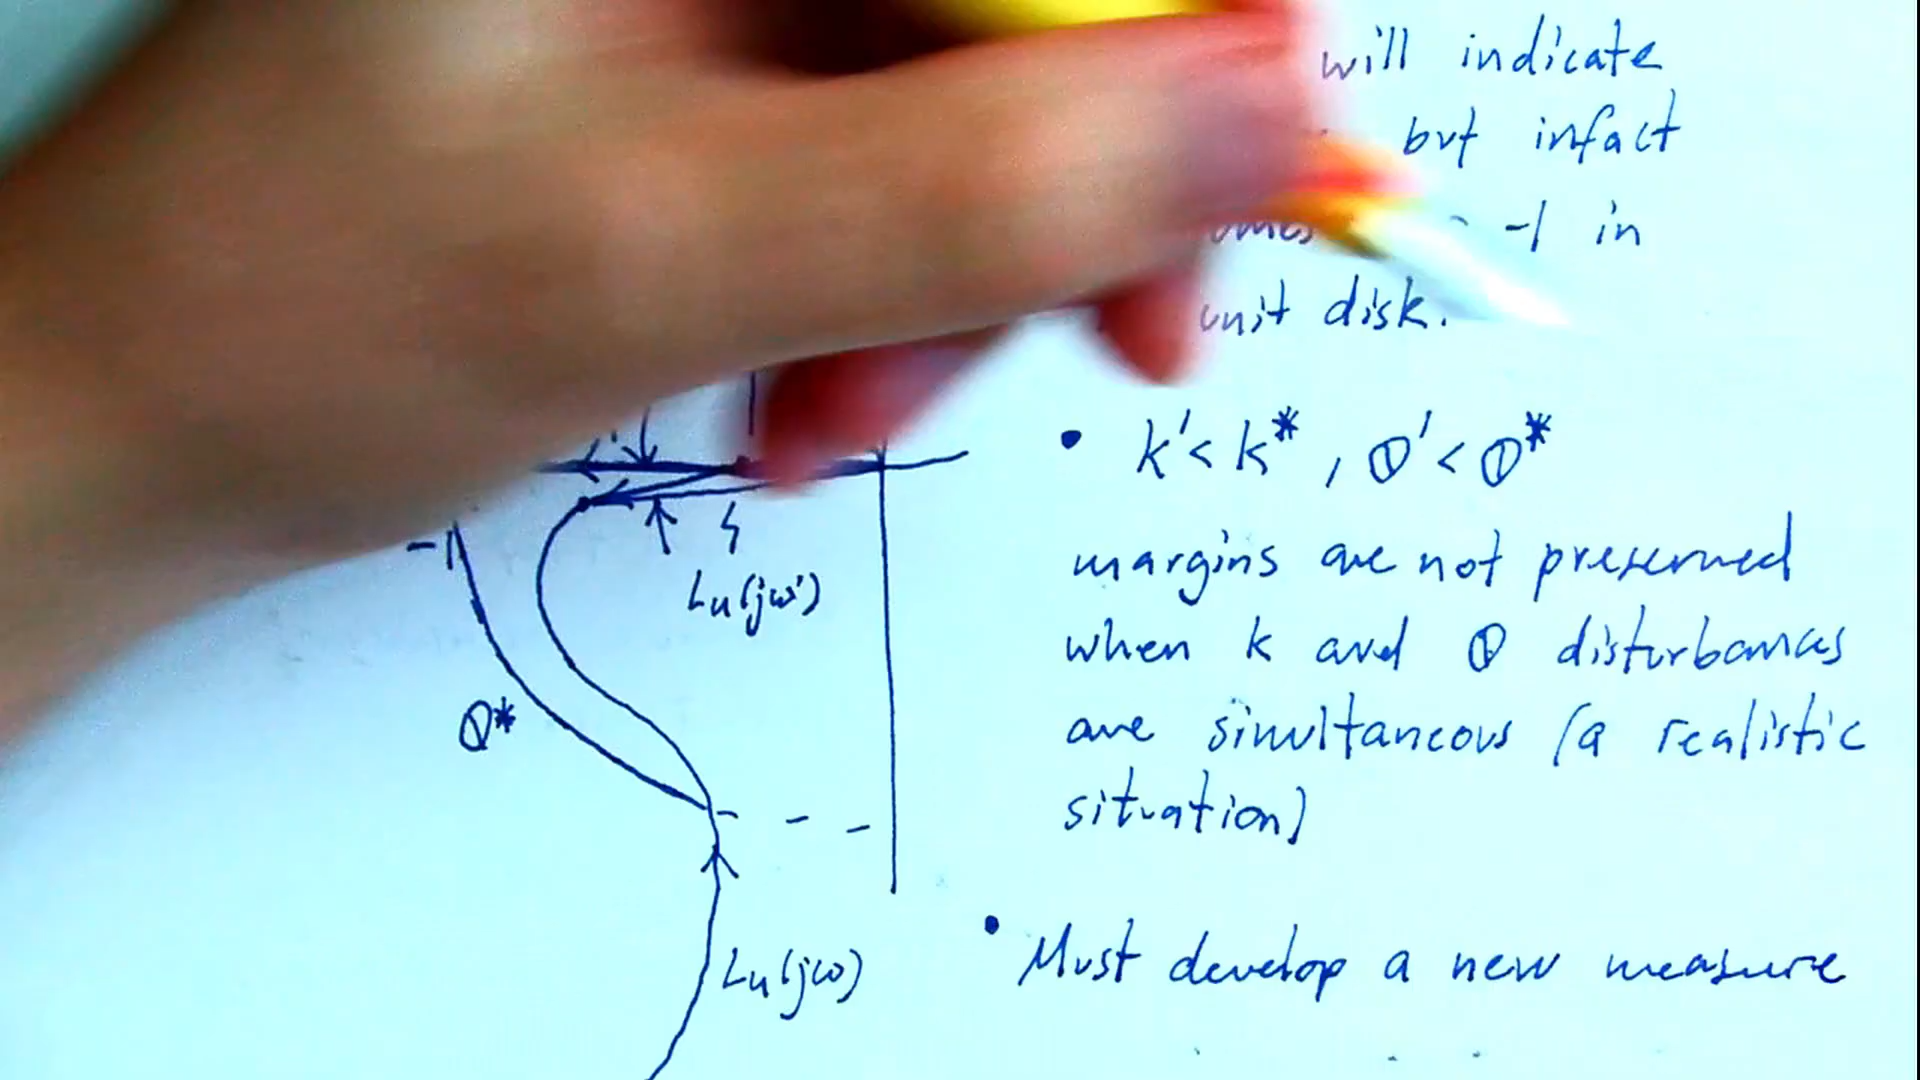 will indicate
but infact
-1 in
unit disk.
• k' < k* , θ' < θ*
margins are not preserved
when k and θ disturbances
are simultaneous (a realistic
situation)
• Must develop a new measure
-1
Lu(jω')
θ*
Lu(jω)